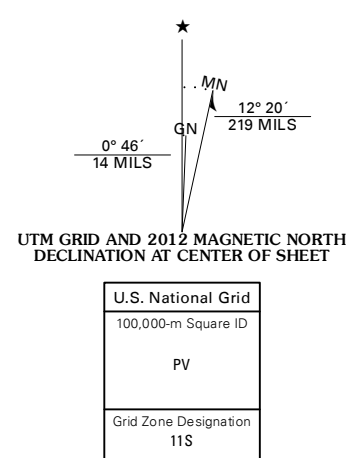 ★
MN
12° 20´
219 MILS
GN
0° 46´
14 MILS
UTM GRID AND 2012 MAGNETIC NORTH
DECLINATION AT CENTER OF SHEET
U.S. National Grid
100,000-m Square ID
PV
Grid Zone Designation
11S